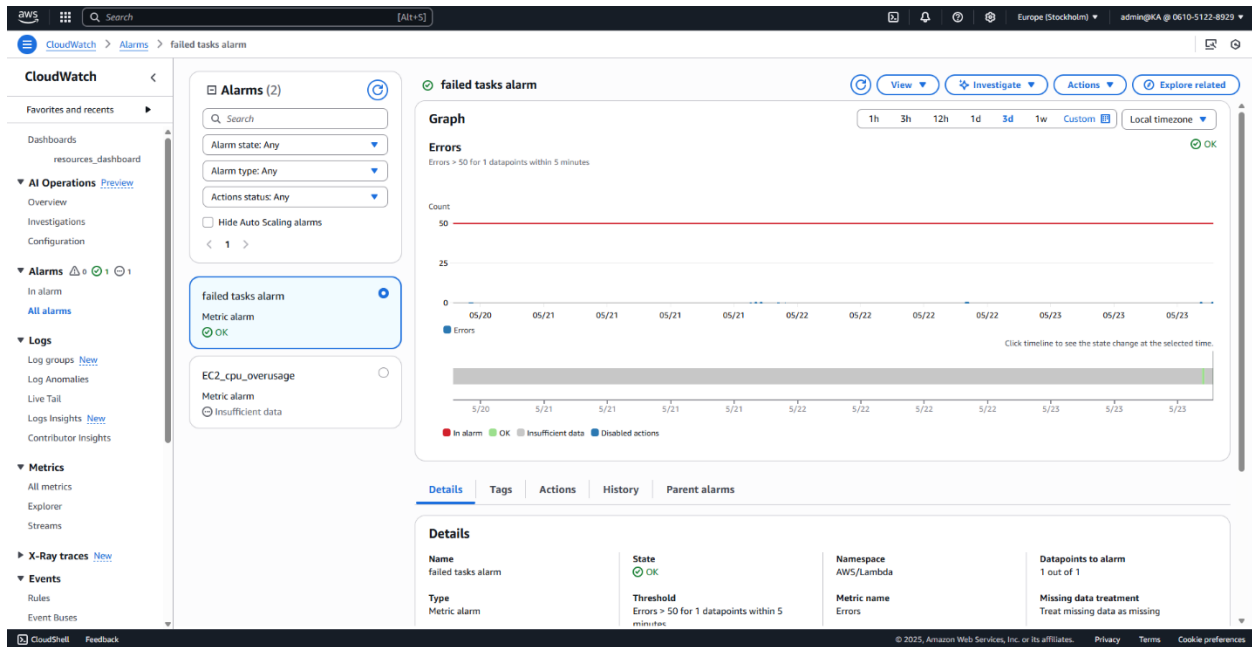 aws
Search
[Alt+S]
Europe (Stockholm)
admin@KA @ 0610-5122-8929
CloudWatch > Alarms > failed tasks alarm
CloudWatch
Favorites and recents
Dashboards
resources_dashboard
AI Operations Preview
Overview
Investigations
Configuration
Alarms 0 1 1
In alarm
All alarms
Logs
Log groups New
Log Anomalies
Live Tail
Logs Insights New
Contributor Insights
Metrics
All metrics
Explorer
Streams
X-Ray traces New
Events
Rules
Event Buses
Alarms (2)
Search
Alarm state: Any
Alarm type: Any
Actions status: Any
Hide Auto Scaling alarms
< 1 >
failed tasks alarm
Metric alarm
OK
EC2_cpu_overusage
Metric alarm
Insufficient data
failed tasks alarm
View
Investigate
Actions
Explore related
Graph
1h 3h 12h 1d 3d 1w Custom
Local timezone
Errors
OK
Errors > 50 for 1 datapoints within 5 minutes
Count
50
25
0
05/20 05/21 05/21 05/21 05/21 05/22 05/22 05/22 05/22 05/23 05/23 05/23
Errors
Click timeline to see the state change at the selected time.
5/20 5/21 5/21 5/21 5/21 5/22 5/22 5/22 5/22 5/23 5/23 5/23
In alarm OK Insufficient data Disabled actions
Details Tags Actions History Parent alarms
Details
Name
failed tasks alarm
State
OK
Namespace
AWS/Lambda
Datapoints to alarm
1 out of 1
Type
Metric alarm
Threshold
Errors > 50 for 1 datapoints within 5
minutes
Metric name
Errors
Missing data treatment
Treat missing data as missing
CloudShell Feedback
© 2025, Amazon Web Services, Inc. or its affiliates. Privacy Terms Cookie preferences